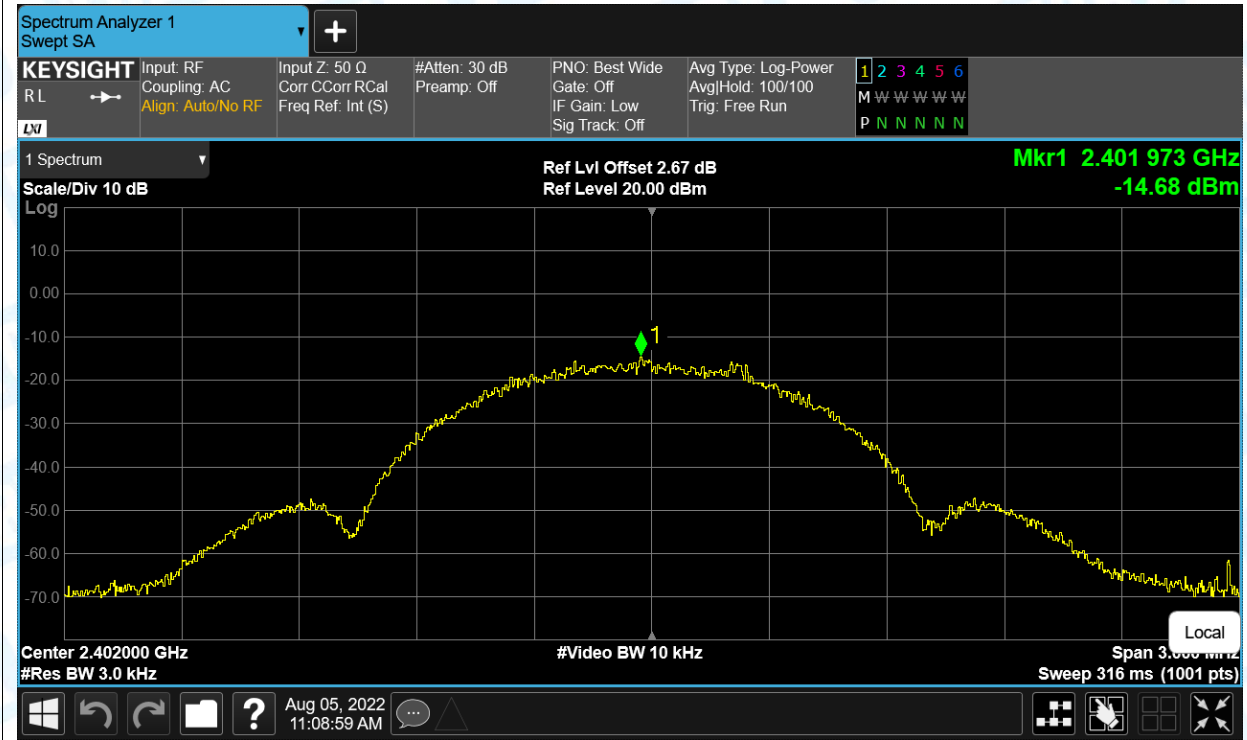 Spectrum Analyzer 1
Swept SA
+
KEYSIGHT
R L
LXI
Input: RF
Coupling: AC
Align: Auto/No RF
Input Z: 50 Ω
Corr CCorr RCal
Freq Ref: Int (S)
#Atten: 30 dB
Preamp: Off
PNO: Best Wide
Gate: Off
IF Gain: Low
Sig Track: Off
Avg Type: Log-Power
Avg|Hold: 100/100
Trig: Free Run
1 2 3 4 5 6
M W W W W W
P N N N N N
1 Spectrum
Scale/Div 10 dB
Log
Ref Lvl Offset 2.67 dB
Ref Level 20.00 dBm
Mkr1 2.401 973 GHz
-14.68 dBm
10.0
0.00
-10.0
-20.0
-30.0
-40.0
-50.0
-60.0
-70.0
1
Local
Center 2.402000 GHz
#Video BW 10 kHz
Span
#Res BW 3.0 kHz
Sweep 316 ms (1001 pts)
?
Aug 05, 2022
11:08:59 AM